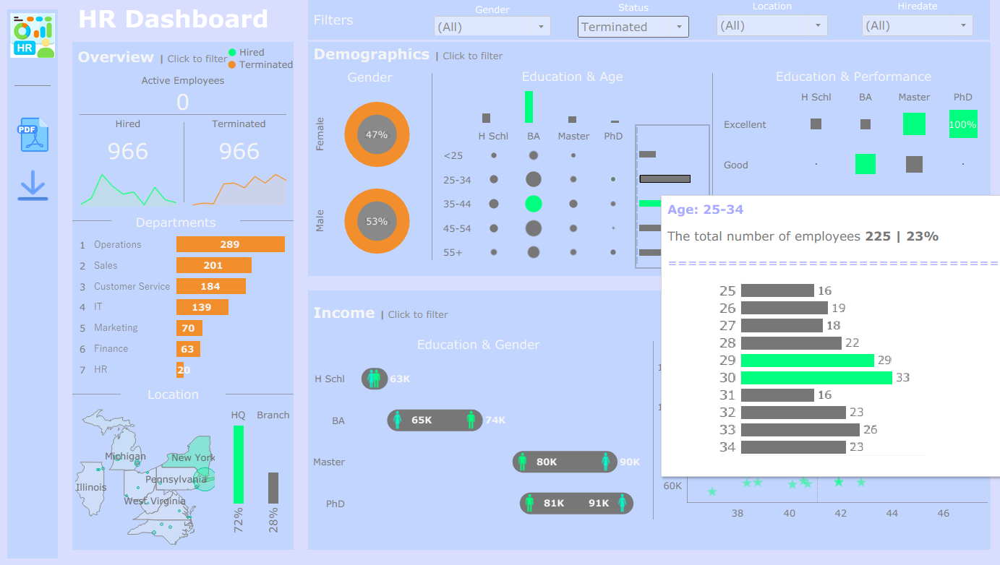 HR Dashboard
HR
PDF
Filters
Gender
(All)
Status
Terminated
Location
(All)
Hiredate
(All)
Overview | Click to filter
Hired
Terminated
Active Employees
0
Hired
966
Terminated
966
Departments
1 Operations 289
2 Sales 201
3 Customer Service 184
4 IT 139
5 Marketing 70
6 Finance 63
7 HR 20
Location
HQ Branch
Michigan
New York
Pennsylvania
Illinois
West Virginia
72% 28%
Demographics | Click to filter
Gender
Female
47%
Male
53%
Education & Age
H Schl BA Master PhD
<25
25-34
35-44
45-54
55+
Education & Performance
H Schl BA Master PhD
Excellent 100%
Good
Age: 25-34
The total number of employees 225 | 23%
25 16
26 19
27 18
28 22
29 29
30 33
31 16
32 23
33 26
34 23
Income | Click to filter
Education & Gender
H Schl 63K
BA 65K 74K
Master 80K 90K
PhD 81K 91K
60K
38 40 42 44 46